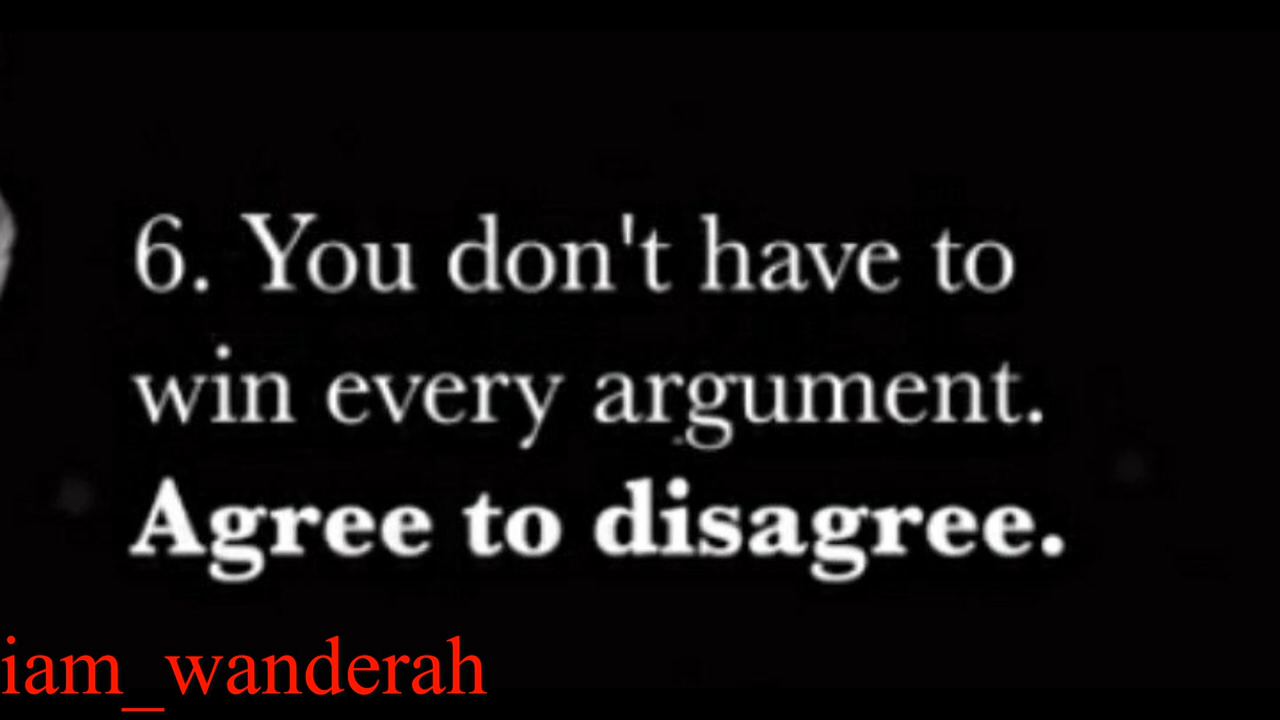 6. You don't have to
win every argument.
Agree to disagree.
iam_wanderah